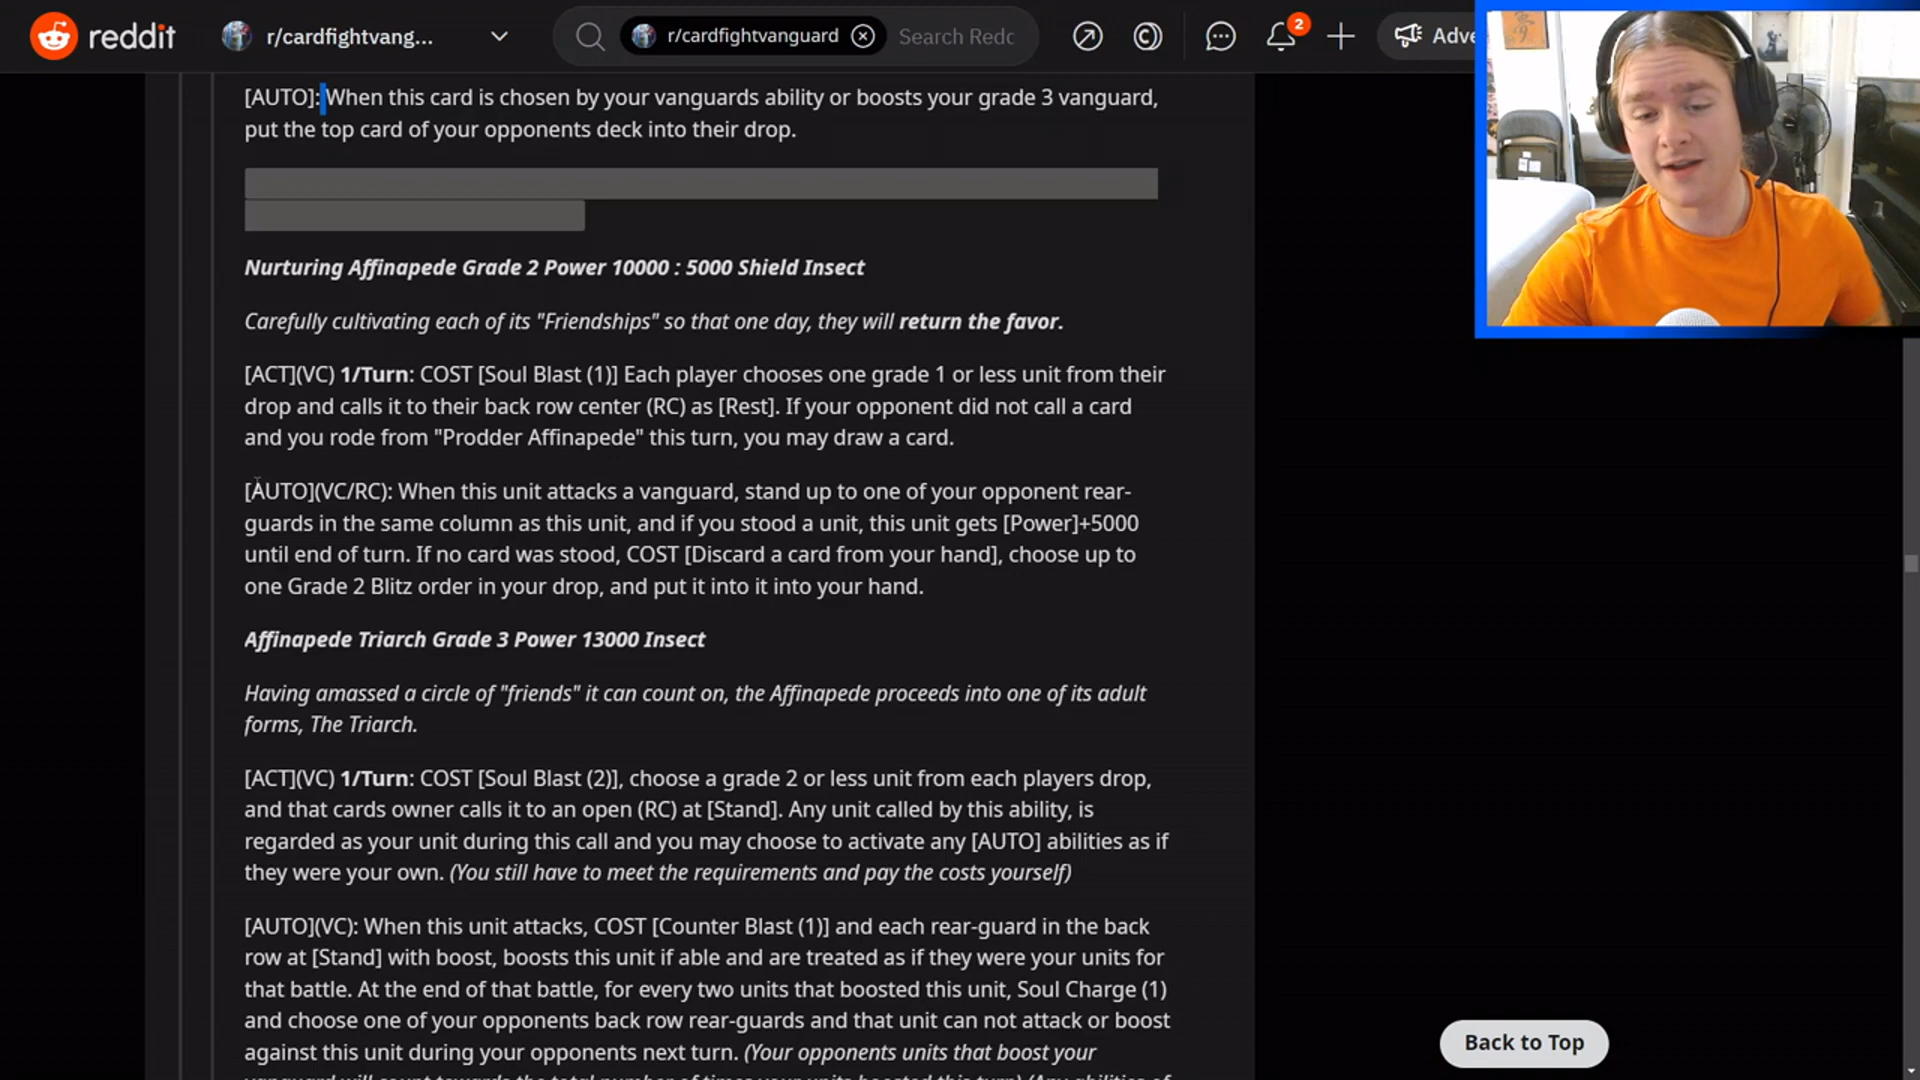 reddit
r/cardfightvang...
r/cardfightvanguard
Search Redc
2
Adve
[AUTO]: When this card is chosen by your vanguards ability or boosts your grade 3 vanguard,
put the top card of your opponents deck into their drop.
Nurturing Affinapede Grade 2 Power 10000 : 5000 Shield Insect
Carefully cultivating each of its "Friendships" so that one day, they will return the favor.
[ACT](VC) 1/Turn: COST [Soul Blast (1)] Each player chooses one grade 1 or less unit from their
drop and calls it to their back row center (RC) as [Rest]. If your opponent did not call a card
and you rode from "Prodder Affinapede" this turn, you may draw a card.
[AUTO](VC/RC): When this unit attacks a vanguard, stand up to one of your opponent rear-
guards in the same column as this unit, and if you stood a unit, this unit gets [Power]+5000
until end of turn. If no card was stood, COST [Discard a card from your hand], choose up to
one Grade 2 Blitz order in your drop, and put it into it into your hand.
Affinapede Triarch Grade 3 Power 13000 Insect
Having amassed a circle of "friends" it can count on, the Affinapede proceeds into one of its adult
forms, The Triarch.
[ACT](VC) 1/Turn: COST [Soul Blast (2)], choose a grade 2 or less unit from each players drop,
and that cards owner calls it to an open (RC) at [Stand]. Any unit called by this ability, is
regarded as your unit during this call and you may choose to activate any [AUTO] abilities as if
they were your own. (You still have to meet the requirements and pay the costs yourself)
[AUTO](VC): When this unit attacks, COST [Counter Blast (1)] and each rear-guard in the back
row at [Stand] with boost, boosts this unit if able and are treated as if they were your units for
that battle. At the end of that battle, for every two units that boosted this unit, Soul Charge (1)
and choose one of your opponents back row rear-guards and that unit can not attack or boost
against this unit during your opponents next turn. (Your opponents units that boost your
Back to Top